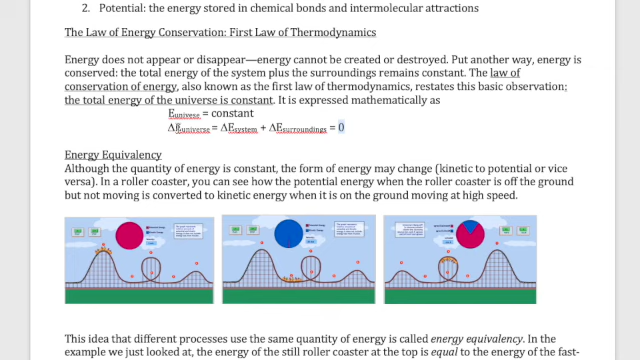 2. Potential: the energy stored in chemical bonds and intermolecular attractions
The Law of Energy Conservation: First Law of Thermodynamics
Energy does not appear or disappear—energy cannot be created or destroyed. Put another way, energy is
conserved: the total energy of the system plus the surroundings remains constant. The law of
conservation of energy, also known as the first law of thermodynamics, restates this basic observation;
the total energy of the universe is constant. It is expressed mathematically as
Eunivese = constant
ΔEuniverse = ΔEsystem + ΔEsurroundings = 0
Energy Equivalency
Although the quantity of energy is constant, the form of energy may change (kinetic to potential or vice
versa). In a roller coaster, you can see how the potential energy when the roller coaster is off the ground
but not moving is converted to kinetic energy when it is on the ground moving at high speed.
This idea that different processes use the same quantity of energy is called energy equivalency. In the
example we just looked at, the energy of the still roller coaster at the top is equal to the energy of the fast-